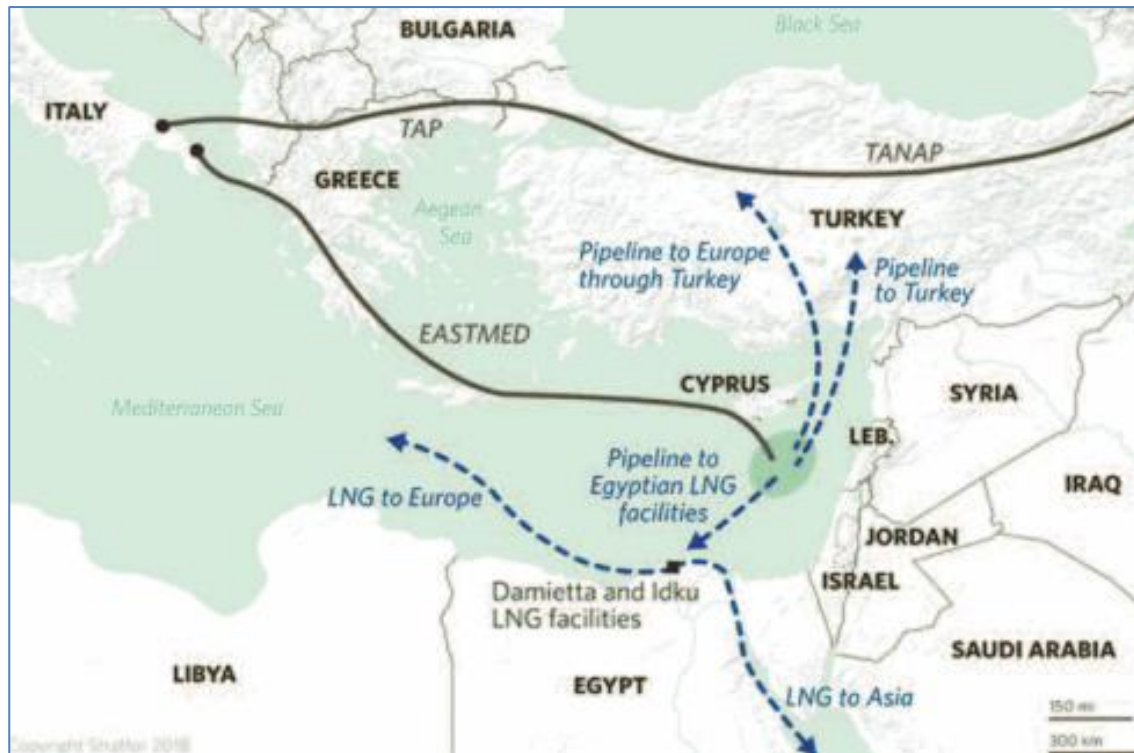 BULGARIA
Black Sea
ITALY
TAP
TANAP
GREECE
Aegean
Sea
TURKEY
Pipeline to Europe
through Turkey
Pipeline
to Turkey
EASTMED
CYPRUS
SYRIA
Mediterranean Sea
LEB.
Pipeline to
Egyptian LNG
facilities
LNG to Europe
IRAQ
JORDAN
ISRAEL
Damietta and Idku
LNG facilities
SAUDI ARABIA
LIBYA
EGYPT
LNG to Asia
150 mi
300 km
Copyright Stratfor 2018